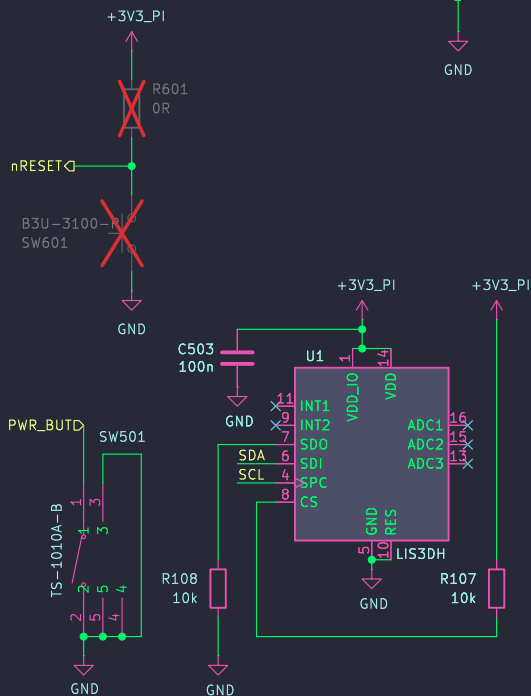 +3V3_PI
GND
R601
0R
nRESET
B3U-3100-P
SW601
GND
+3V3_PI
+3V3_PI
C503
100n
GND
U1
1
14
VDD_IO
VDD
11
INT1
9
INT2
7
SDO
SDA
6
SDI
SCL
4
SPC
8
CS
ADC1
16
ADC2
15
ADC3
13
GND
RES
5
10
LIS3DH
GND
PWR_BUT
SW501
1
3
1
3
TS-1010A-B
2
5
4
2
5
4
GND
R108
10k
GND
R107
10k